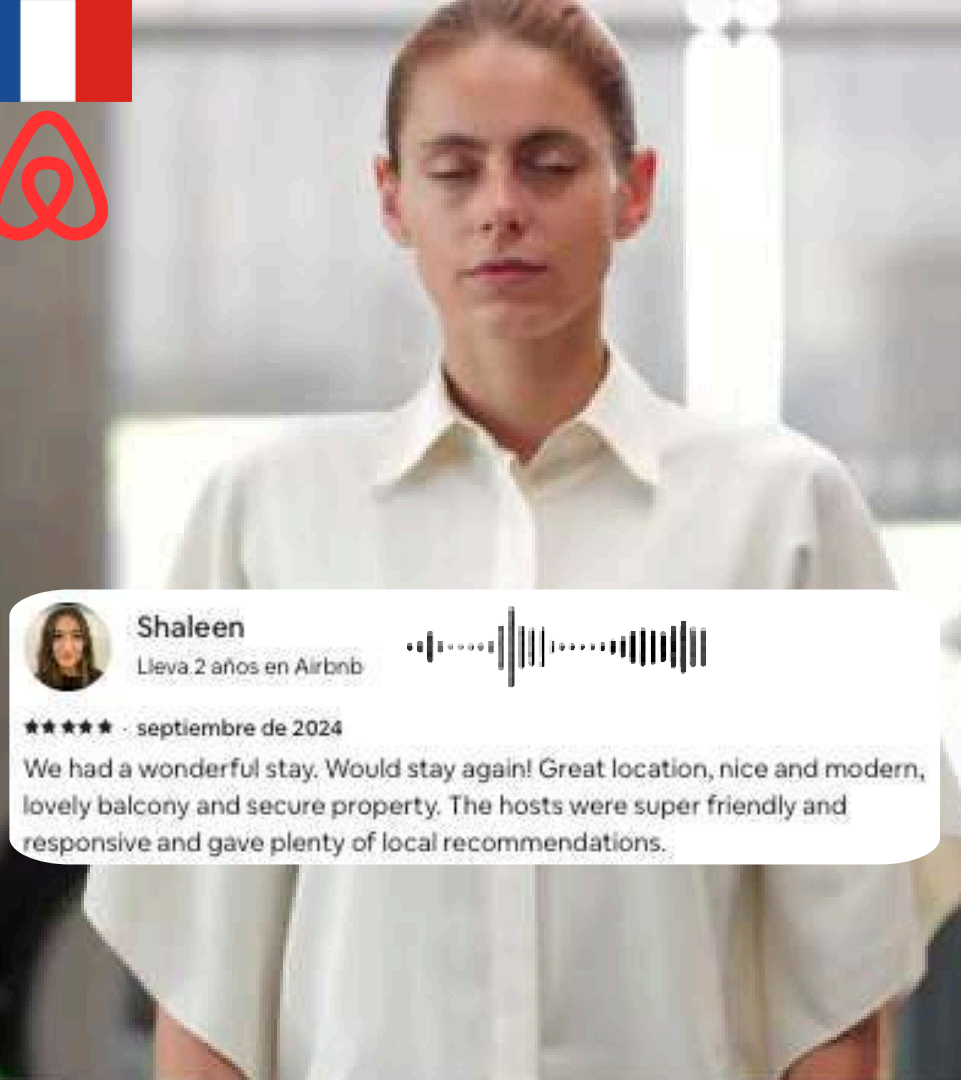 Shaleen
Lleva 2 años en Airbnb
★★★★★ · septiembre de 2024
We had a wonderful stay. Would stay again! Great location, nice and modern,
lovely balcony and secure property. The hosts were super friendly and
responsive and gave plenty of local recommendations.